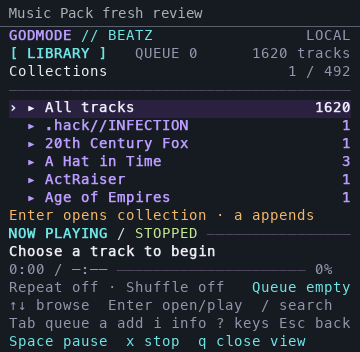 Music Pack fresh review
GODMODE // BEATZ LOCAL
[ LIBRARY ] QUEUE 0 1620 tracks
Collections 1 / 492
› ▸ All tracks 1620
▸ .hack//INFECTION 1
▸ 20th Century Fox 1
▸ A Hat in Time 3
▸ ActRaiser 1
▸ Age of Empires 1
Enter opens collection · a appends
NOW PLAYING / STOPPED
Choose a track to begin
0:00 / —:—— 0%
Repeat off · Shuffle off Queue empty
↑↓ browse Enter open/play / search
Tab queue a add i info ? keys Esc back
Space pause x stop q close view